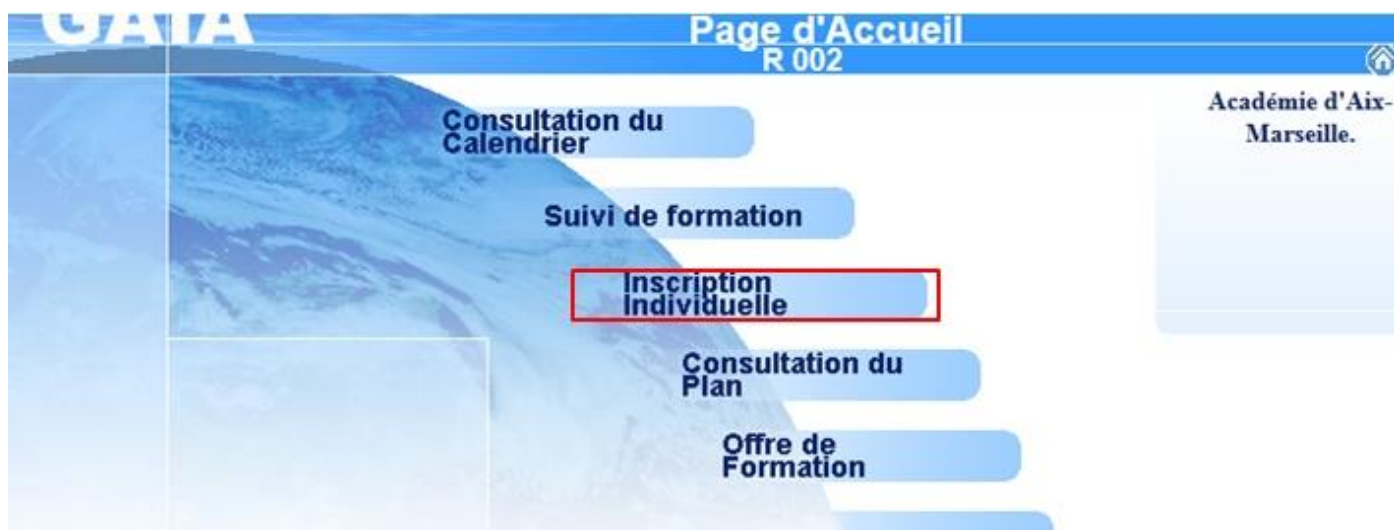 GAIA
Page d'Accueil
R 002
Académie d'Aix-
Marseille.
Consultation du
Calendrier
Suivi de formation
Inscription
Individuelle
Consultation du
Plan
Offre de
Formation